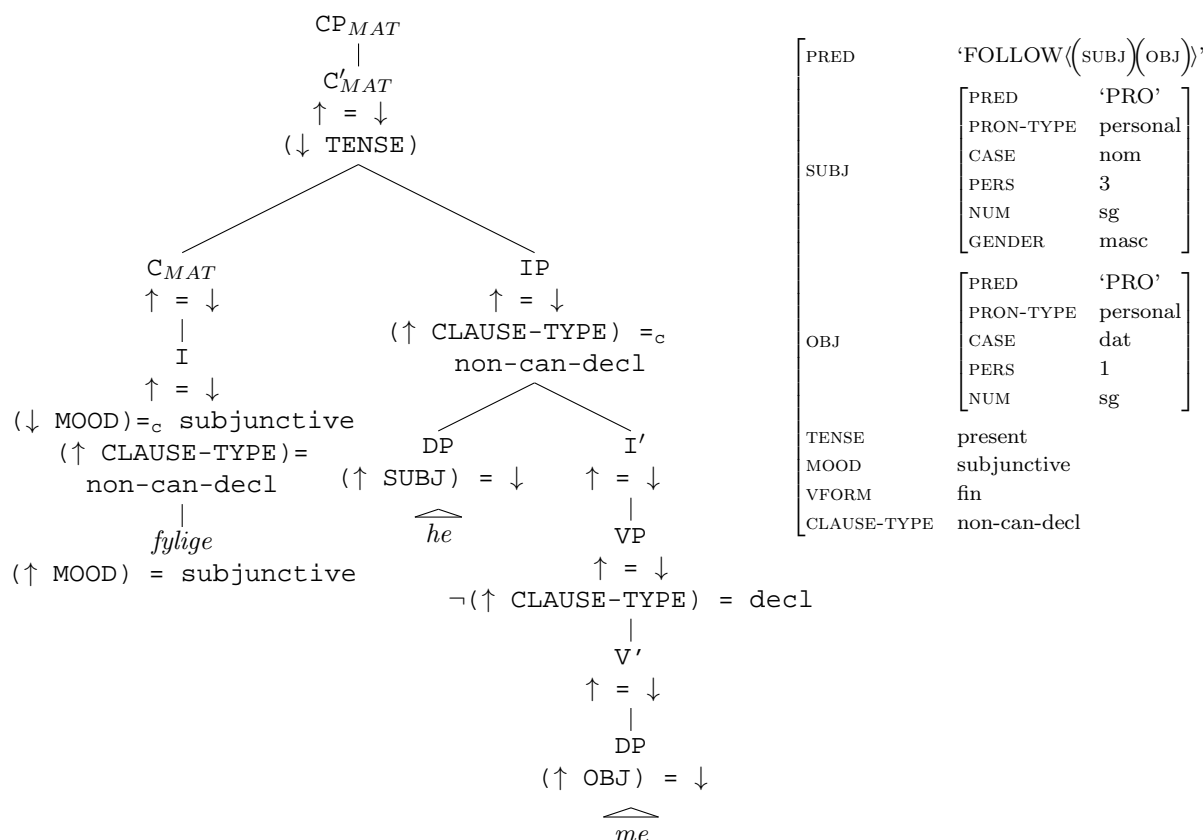 CP_MAT
C′_MAT
↑ = ↓
(↓ TENSE)
C_MAT
↑ = ↓
I
↑ = ↓
(↓ MOOD)=c subjunctive
(↑ CLAUSE-TYPE)=
non-can-decl
fylige
(↑ MOOD) = subjunctive
IP
↑ = ↓
(↑ CLAUSE-TYPE) =c
non-can-decl
DP
(↑ SUBJ) = ↓
he
I′
↑ = ↓
VP
↑ = ↓
¬(↑ CLAUSE-TYPE) = decl
V′
↑ = ↓
DP
(↑ OBJ) = ↓
me
PRED ‘FOLLOW⟨(SUBJ)(OBJ)⟩’
SUBJ
PRED ‘PRO’
PRON-TYPE personal
CASE nom
PERS 3
NUM sg
GENDER masc
OBJ
PRED ‘PRO’
PRON-TYPE personal
CASE dat
PERS 1
NUM sg
TENSE present
MOOD subjunctive
VFORM fin
CLAUSE-TYPE non-can-decl